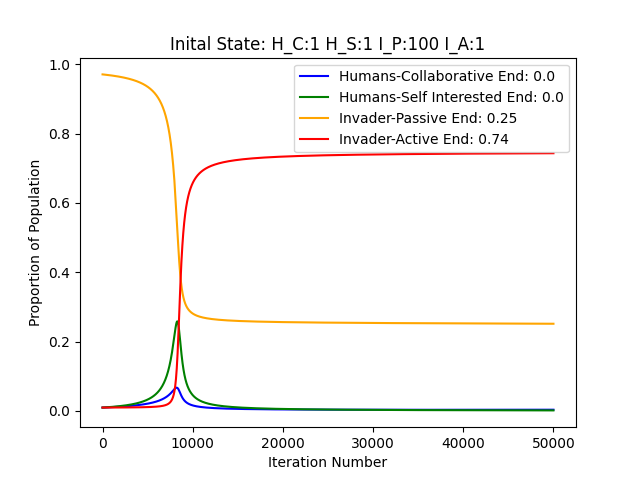 Inital State: H_C:1 H_S:1 I_P:100 I_A:1
Humans-Collaborative End: 0.0
Humans-Self Interested End: 0.0
Invader-Passive End: 0.25
Invader-Active End: 0.74
Proportion of Population
1.0
0.8
0.6
0.4
0.2
0.0
0 10000 20000 30000 40000 50000
Iteration Number